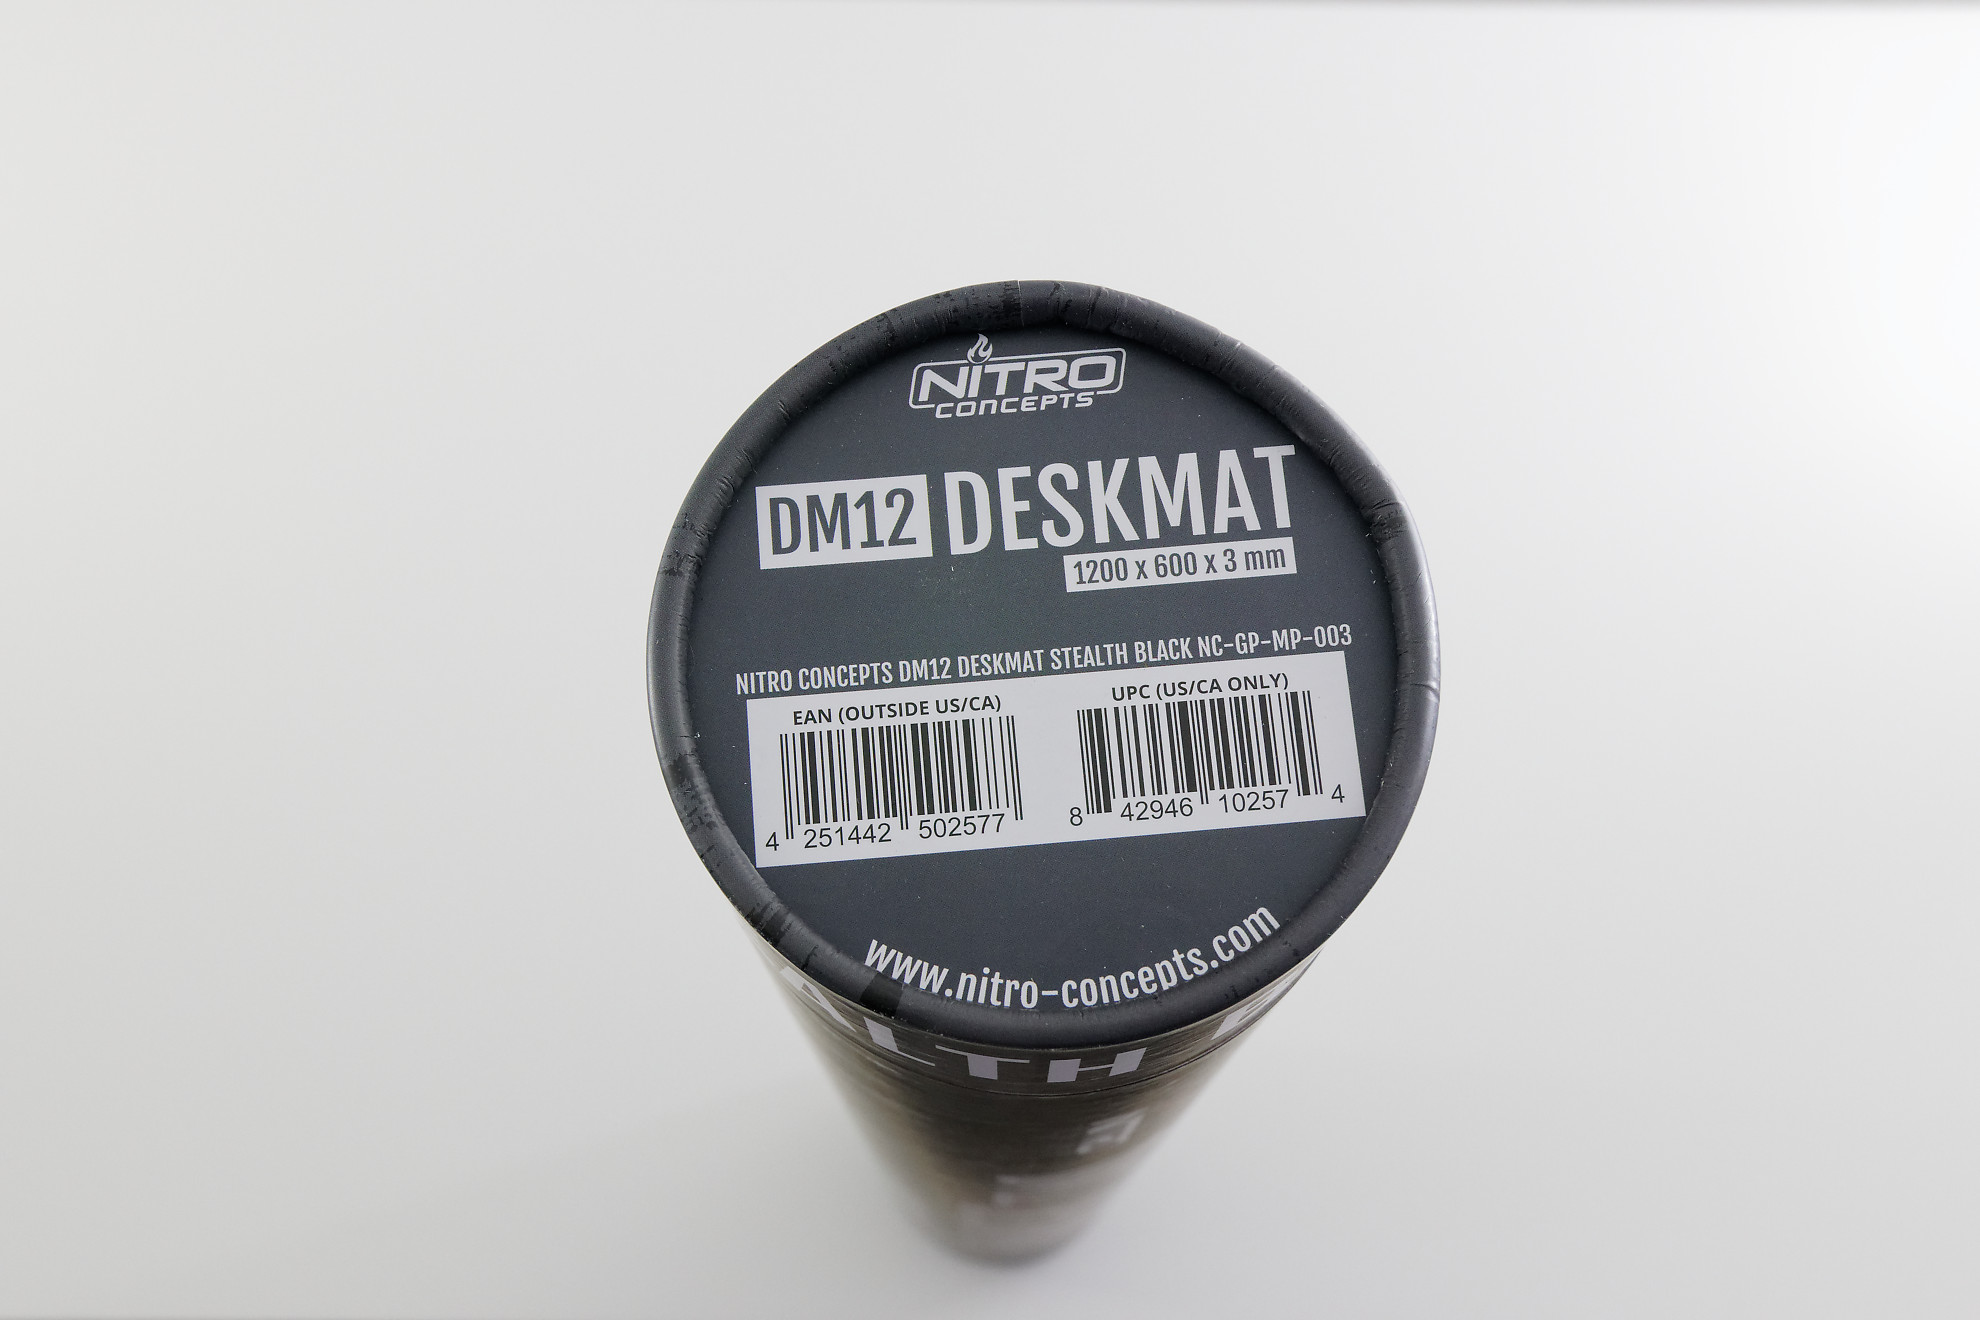 NITRO
CONCEPTS
DM12 DESKMAT
1200 x 600 x 3 mm
NITRO CONCEPTS DM12 DESKMAT STEALTH BLACK NC-GP-MP-003
EAN (OUTSIDE US/CA)
4 251442 502577
UPC (US/CA ONLY)
8 42946 10257 4
www.nitro-concepts.com
ALTH B